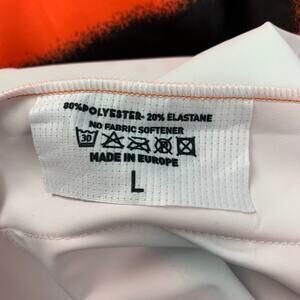 80% POLYESTER- 20% ELASTANE
NO FABRIC SOFTENER
30
MADE IN EUROPE
L